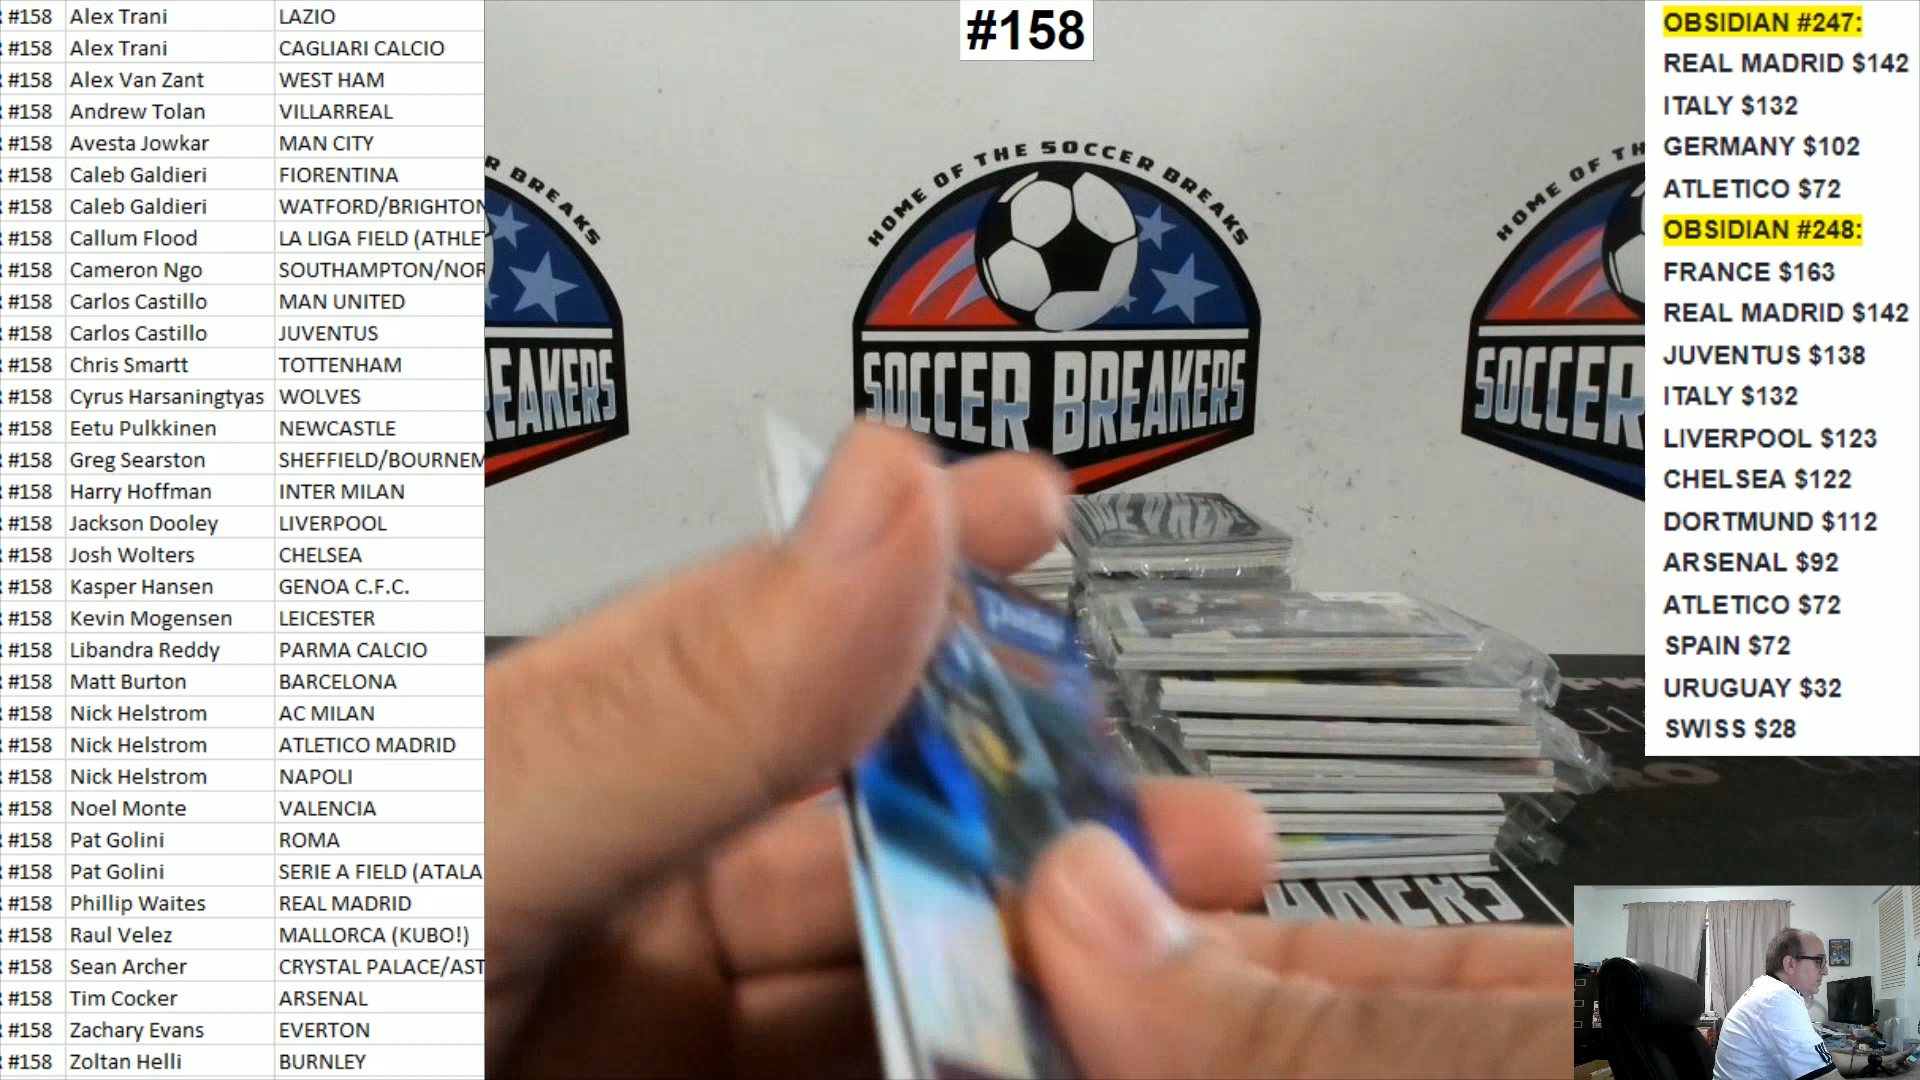 #158 Alex Trani LAZIO
#158 Alex Trani CAGLIARI CALCIO
#158 Alex Van Zant WEST HAM
#158 Andrew Tolan VILLARREAL
#158 Avesta Jowkar MAN CITY
#158 Caleb Galdieri FIORENTINA
#158 Caleb Galdieri WATFORD/BRIGHTON
#158 Callum Flood LA LIGA FIELD (ATHLE
#158 Cameron Ngo SOUTHAMPTON/NOR
#158 Carlos Castillo MAN UNITED
#158 Carlos Castillo JUVENTUS
#158 Chris Smartt TOTTENHAM
#158 Cyrus Harsaningtyas WOLVES
#158 Eetu Pulkkinen NEWCASTLE
#158 Greg Searston SHEFFIELD/BOURNEM
#158 Harry Hoffman INTER MILAN
#158 Jackson Dooley LIVERPOOL
#158 Josh Wolters CHELSEA
#158 Kasper Hansen GENOA C.F.C.
#158 Kevin Mogensen LEICESTER
#158 Libandra Reddy PARMA CALCIO
#158 Matt Burton BARCELONA
#158 Nick Helstrom AC MILAN
#158 Nick Helstrom ATLETICO MADRID
#158 Nick Helstrom NAPOLI
#158 Noel Monte VALENCIA
#158 Pat Golini ROMA
#158 Pat Golini SERIE A FIELD (ATALA
#158 Phillip Waites REAL MADRID
#158 Raul Velez MALLORCA (KUBO!)
#158 Sean Archer CRYSTAL PALACE/AST
#158 Tim Cocker ARSENAL
#158 Zachary Evans EVERTON
#158 Zoltan Helli BURNLEY
#158
R BREAKS
EAKERS
HOME OF THE SOCCER BREAKS
SOCCER BREAKERS
HOME OF TH
SOCCER
OBSIDIAN #247:
REAL MADRID $142
ITALY $132
GERMANY $102
ATLETICO $72
OBSIDIAN #248:
FRANCE $163
REAL MADRID $142
JUVENTUS $138
ITALY $132
LIVERPOOL $123
CHELSEA $122
DORTMUND $112
ARSENAL $92
ATLETICO $72
SPAIN $72
URUGUAY $32
SWISS $28